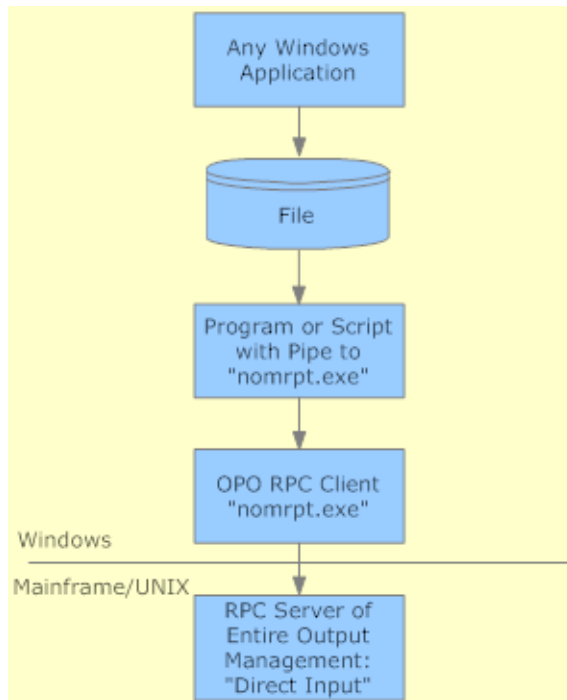 Any Windows
Application
File
Program or Script
with Pipe to
"nomrpt.exe"
OPO RPC Client
"nomrpt.exe"
Windows
Mainframe/UNIX
RPC Server of
Entire Output
Management:
"Direct Input"